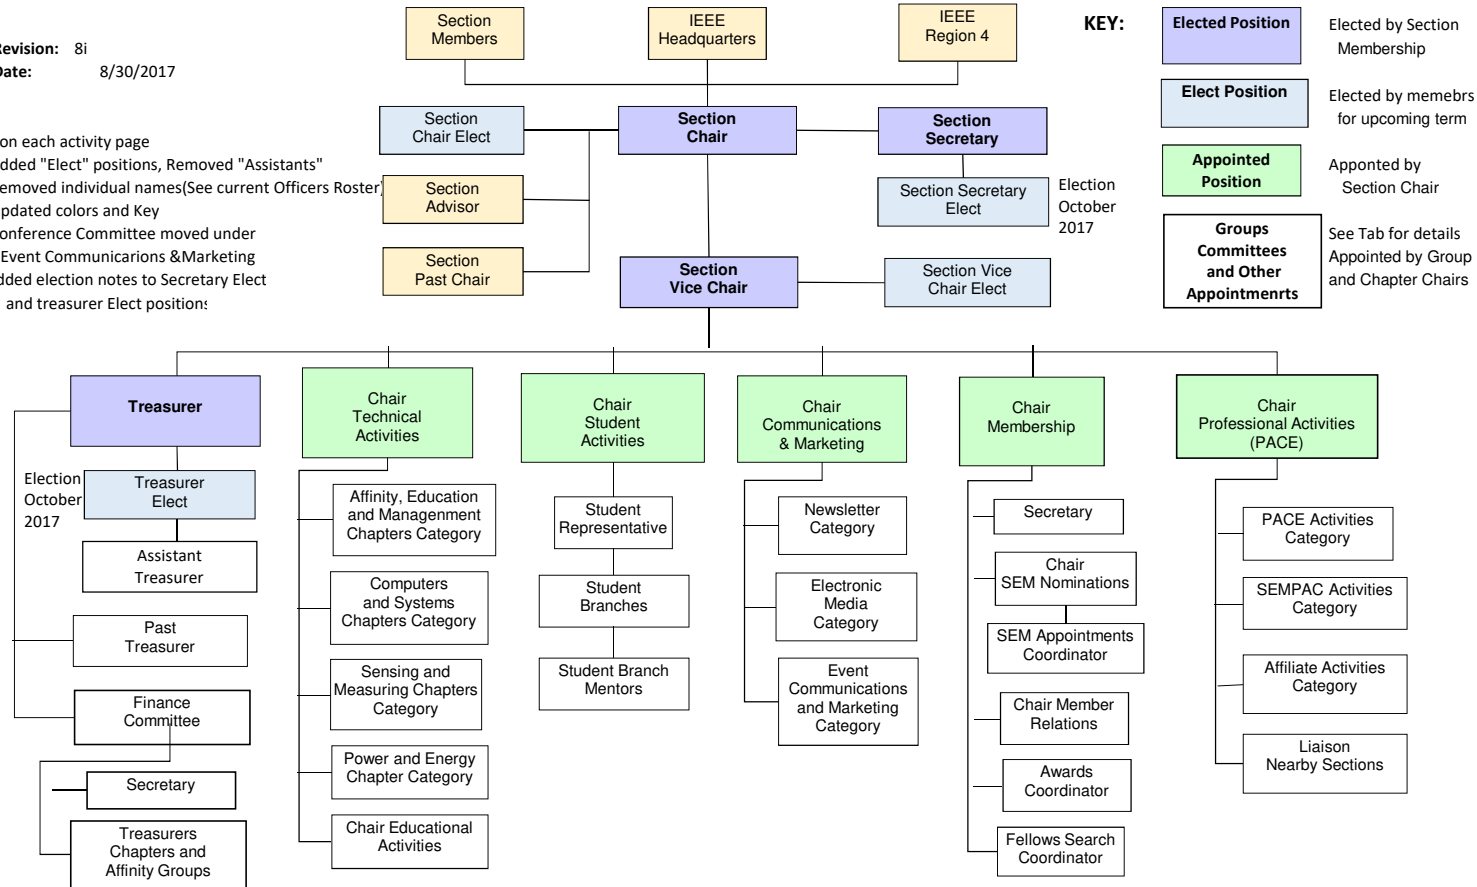 Section
Members
IEEE
Headquarters
IEEE
Region 4
KEY:
Elected Position
Elected by Section
Membership
Revision: 8i
Date: 8/30/2017
Elect Position
Elected by memebrs
for upcoming term
Section
Chair Elect
Section
Chair
Section
Secretary
on each activity page
dded "Elect" positions, Removed "Assistants"
emoved individual names(See current Officers Roster)
pdated colors and Key
onference Committee moved under
Event Communicarions &Marketing
dded election notes to Secretary Elect
and treasurer Elect positions
Appointed
Position
Apponted by
Section Chair
Section
Advisor
Section Secretary
Elect
Election
October
2017
Groups
Committees
and Other
Appointmenrts
See Tab for details
Appointed by Group
and Chapter Chairs
Section
Past Chair
Section
Vice Chair
Section Vice
Chair Elect
Treasurer
Chair
Technical
Activities
Chair
Student
Activities
Chair
Communications
& Marketing
Chair
Membership
Chair
Professional Activities
(PACE)
Election
October
2017
Treasurer
Elect
Assistant
Treasurer
Past
Treasurer
Finance
Committee
Secretary
Treasurers
Chapters and
Affinity Groups
Affinity, Education
and Managenment
Chapters Category
Computers
and Systems
Chapters Category
Sensing and
Measuring Chapters
Category
Power and Energy
Chapter Category
Chair Educational
Activities
Student
Representative
Student
Branches
Student Branch
Mentors
Newsletter
Category
Electronic
Media
Category
Event
Communications
and Marketing
Category
Secretary
Chair
SEM Nominations
SEM Appointments
Coordinator
Chair Member
Relations
Awards
Coordinator
Fellows Search
Coordinator
PACE Activities
Category
SEMPAC Activities
Category
Affiliate Activities
Category
Liaison
Nearby Sections